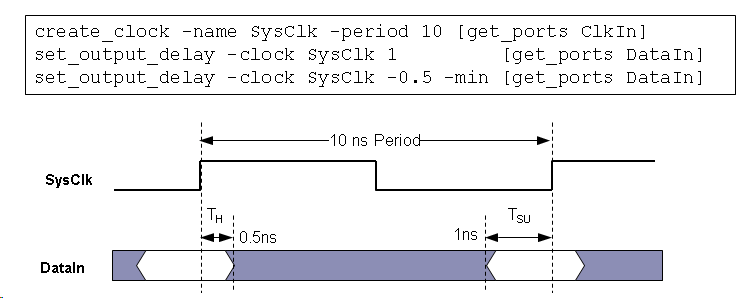 create_clock -name SysClk -period 10 [get_ports ClkIn]
set_output_delay -clock SysClk 1 [get_ports DataIn]
set_output_delay -clock SysClk -0.5 -min [get_ports DataIn]
10 ns Period
SysClk
TH
TSU
0.5ns
1ns
DataIn